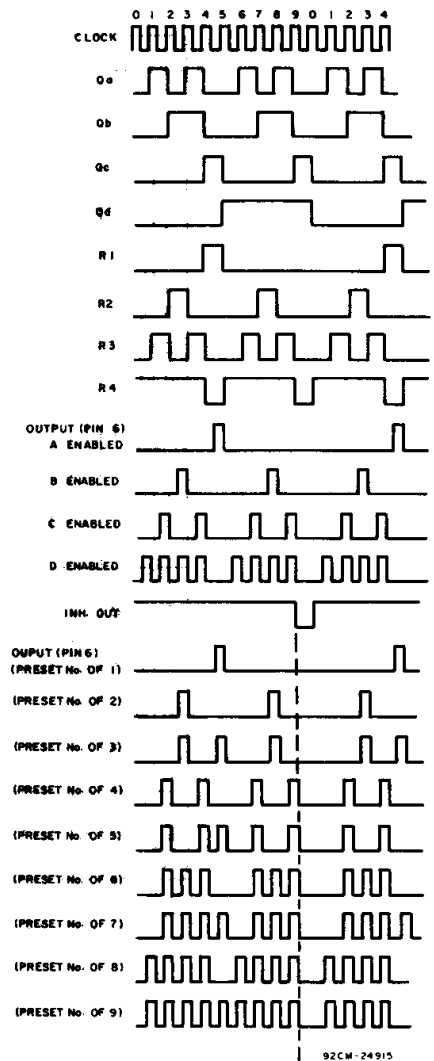 0 1 2 3 4 5 6 7 8 9 0 1 2 3 4
CLOCK
Qa
Qb
Qc
Qd
R1
R2
R3
R4
OUTPUT (PIN 6)
A ENABLED
B ENABLED
C ENABLED
D ENABLED
INH. OUT
OUPUT (PIN 6)
(PRESET No. OF 1)
(PRESET No. OF 2)
(PRESET No. OF 3)
(PRESET No. OF 4)
(PRESET No. OF 5)
(PRESET No. OF 6)
(PRESET No. OF 7)
(PRESET No. OF 8)
(PRESET No. OF 9)
92CM-24915